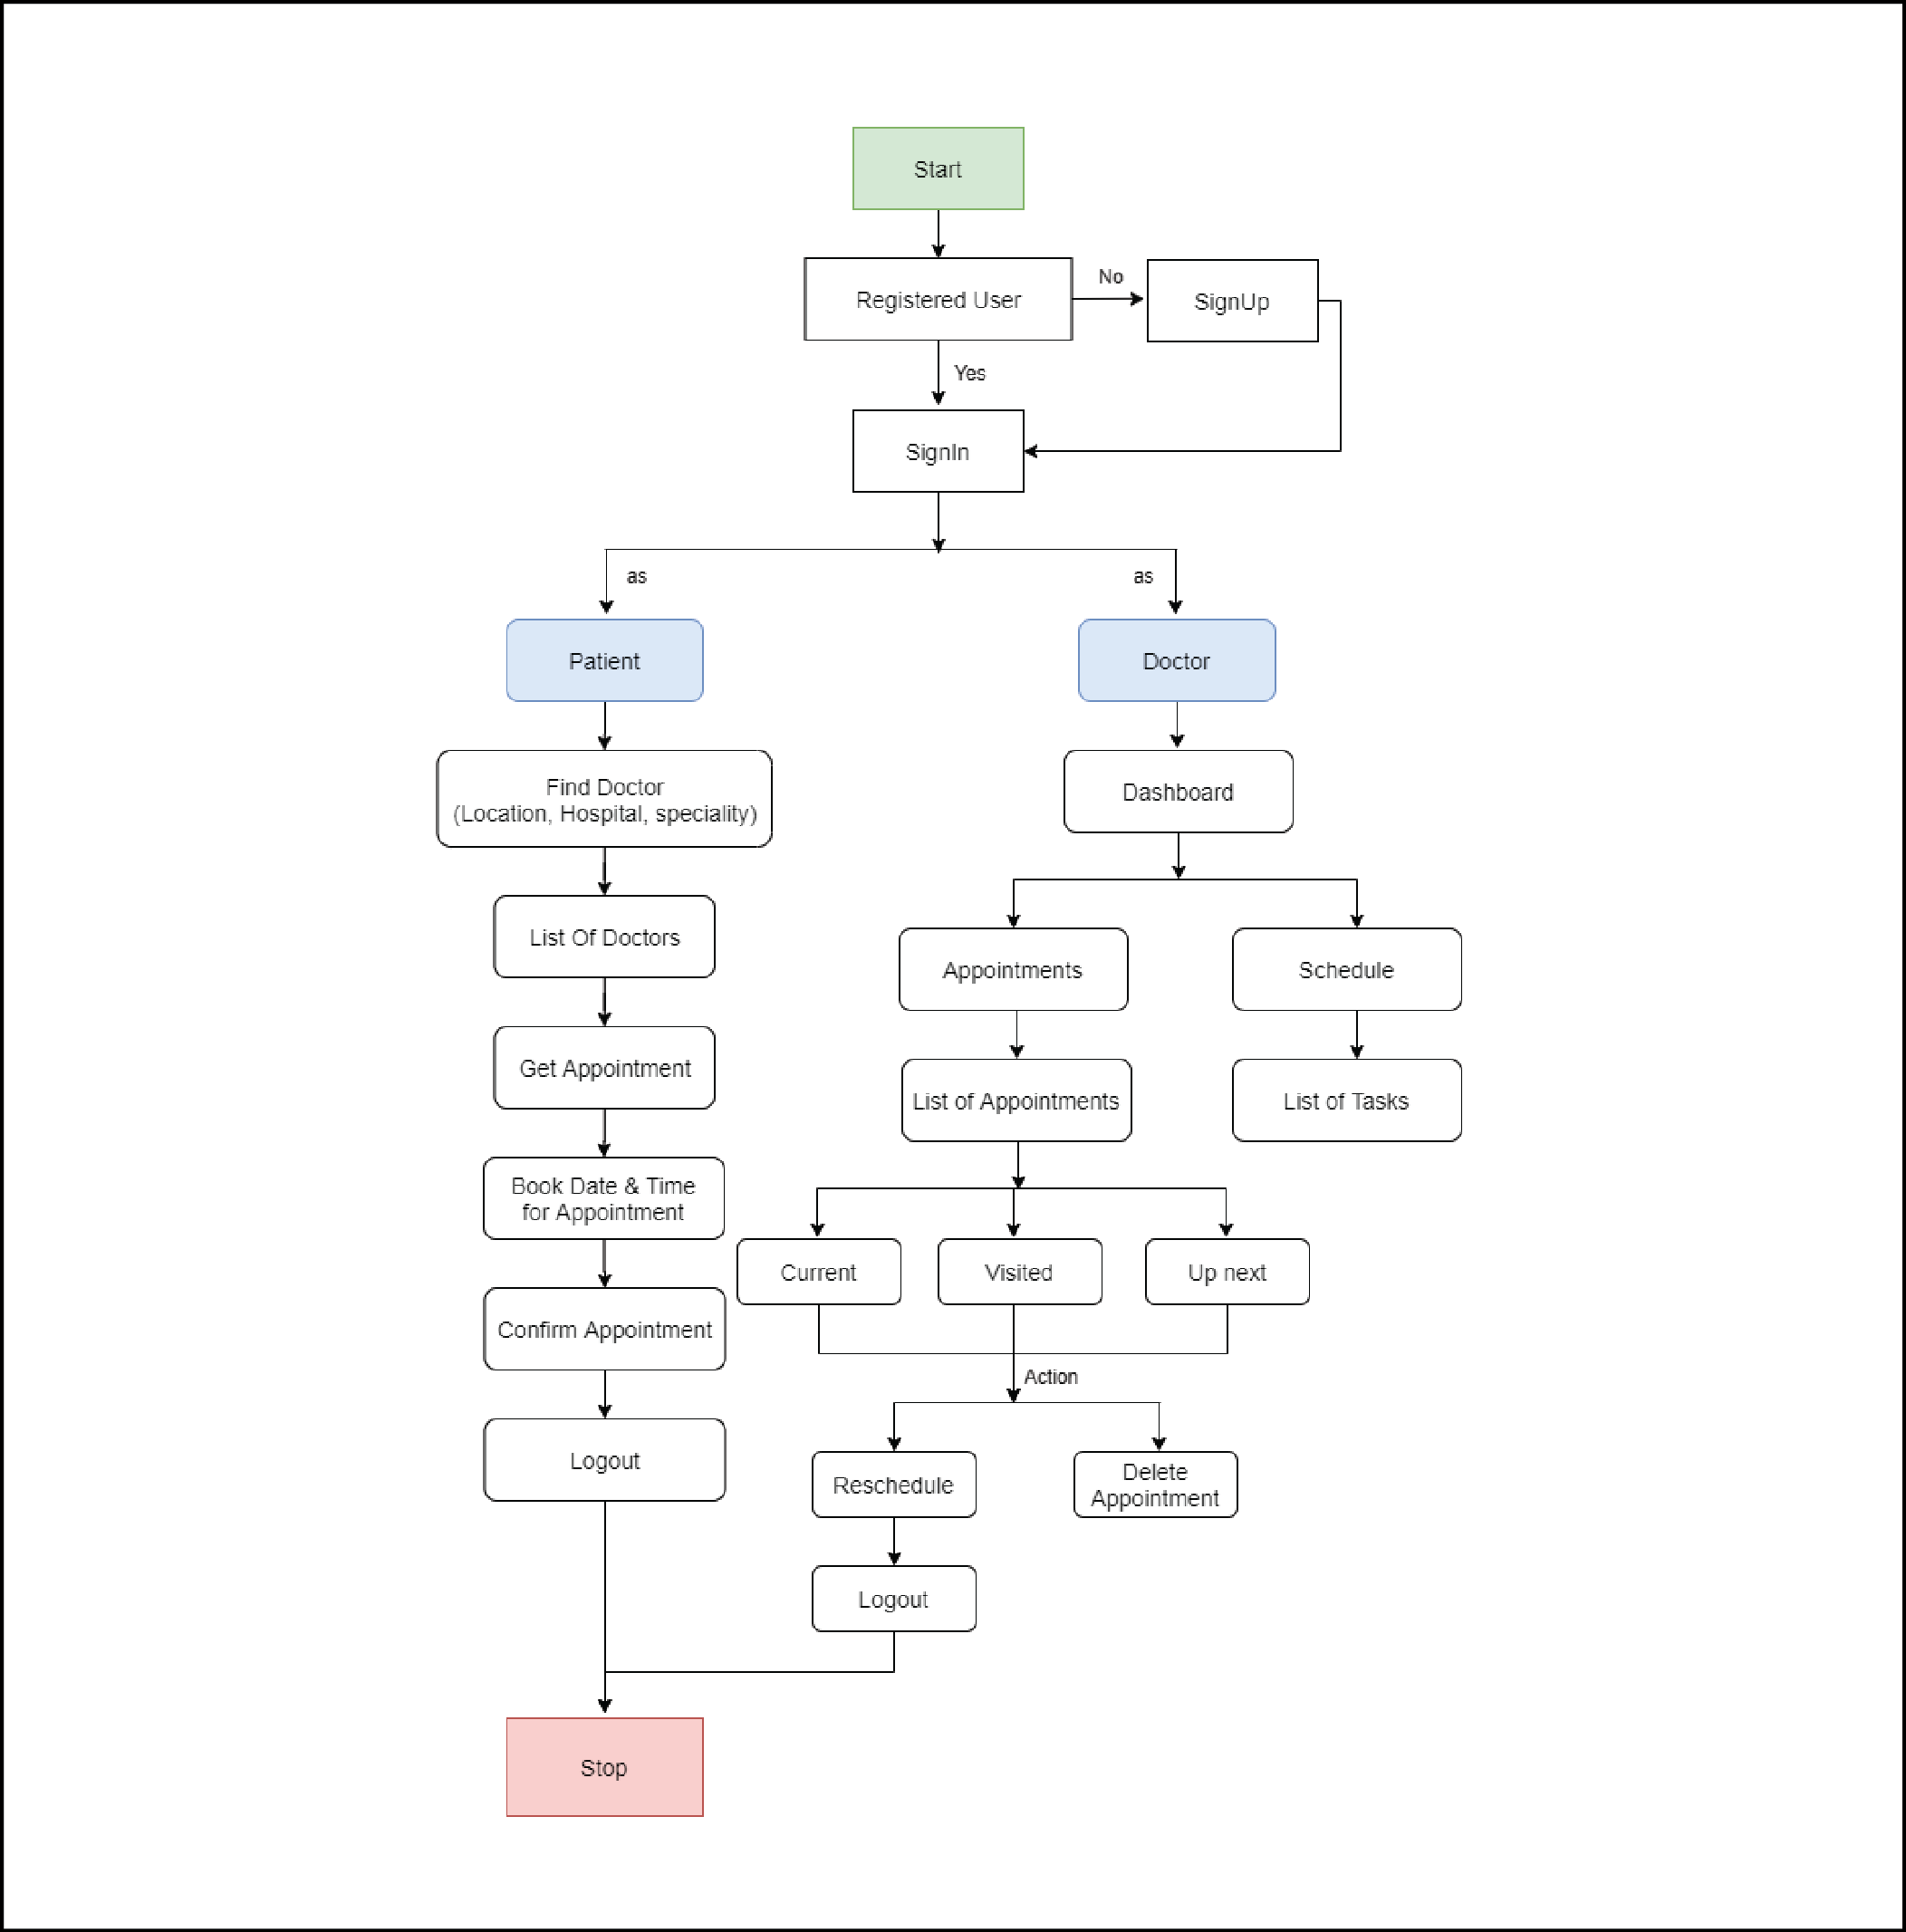 Start
Registered User
No
SignUp
Yes
SignIn
as
as
Patient
Doctor
Find Doctor
(Location, Hospital, speciality)
Dashboard
List Of Doctors
Appointments
Schedule
Get Appointment
List of Appointments
List of Tasks
Book Date & Time
for Appointment
Current
Visited
Up next
Confirm Appointment
Action
Logout
Reschedule
Delete
Appointment
Logout
Stop